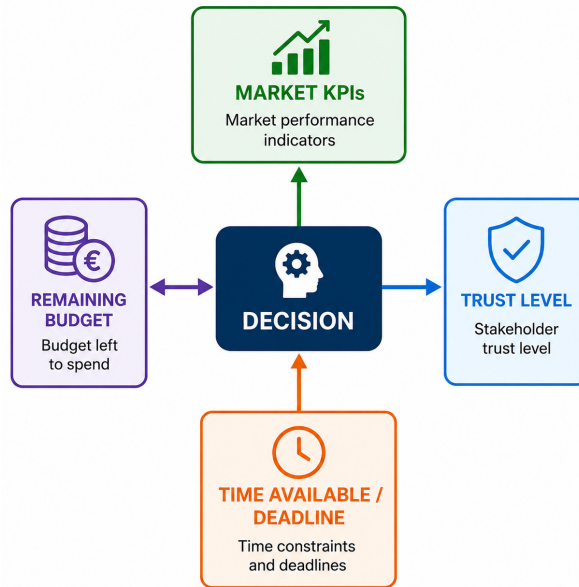 MARKET KPIs
Market performance
indicators
€
REMAINING
BUDGET
Budget left
to spend
DECISION
TRUST LEVEL
Stakeholder
trust level
TIME AVAILABLE /
DEADLINE
Time constraints
and deadlines